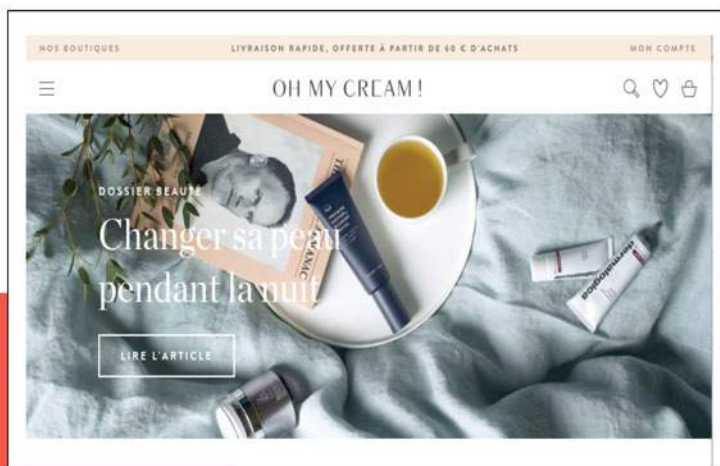 NOS BOUTIQUES
LIVRAISON RAPIDE, OFFERTE À PARTIR DE 60 € D'ACHATS
MON COMPTE
OH MY CREAM !
DOSSIER BEAUTÉ
Changer sa peau
pendant la nuit
LIRE L'ARTICLE
dermalogica